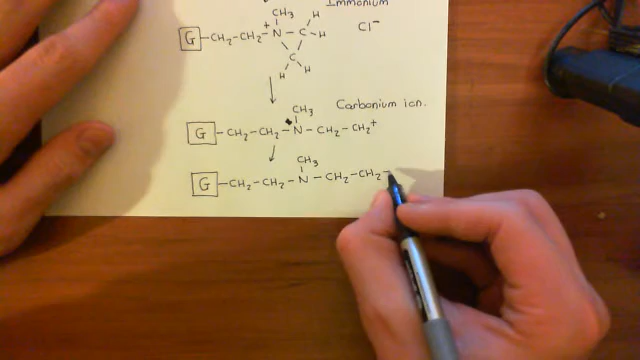 Immonium
CH₃ H
G-CH₂-CH₂-N⁺-C-H Cl⁻
C
H H
CH₃ Carbonium ion.
G-CH₂-CH₂-N-CH₂-CH₂⁺
CH₃
G-CH₂-CH₂-N-CH₂-CH₂-